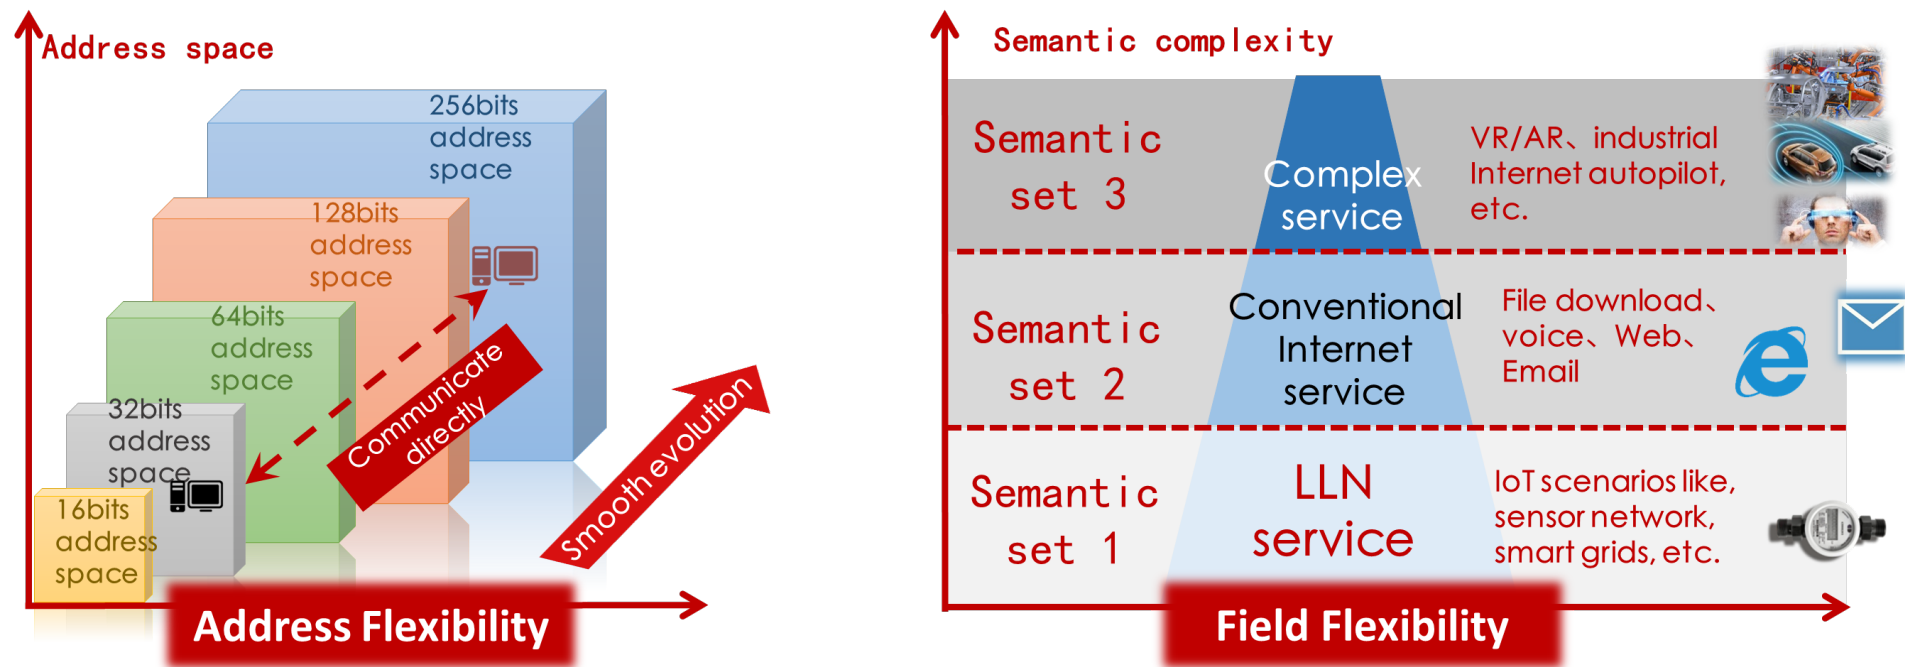 Address space
256bits
address
space
128bits
address
space
64bits
address
space
32bits
address
space
16bits
address
space
Communicate
directly
Smooth evolution
Address Flexibility
Semantic complexity
Semantic
set 3
Complex
service
VR/AR、industrial
Internet autopilot,
etc.
Semantic
set 2
Conventional
Internet
service
File download、
voice、Web、
Email
Semantic
set 1
LLN
service
IoT scenarios like,
sensor network,
smart grids, etc.
Field Flexibility